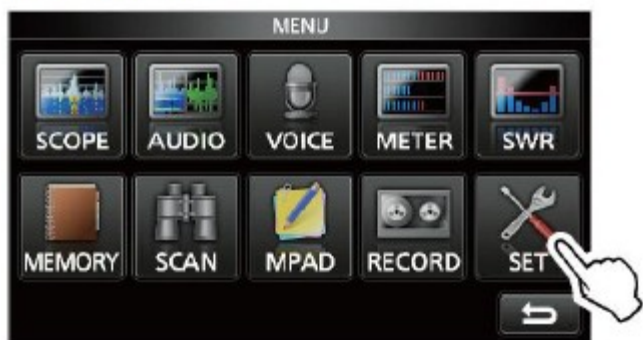 MENU
SCOPE AUDIO VOICE METER SWR
MEMORY SCAN MPAD RECORD SET